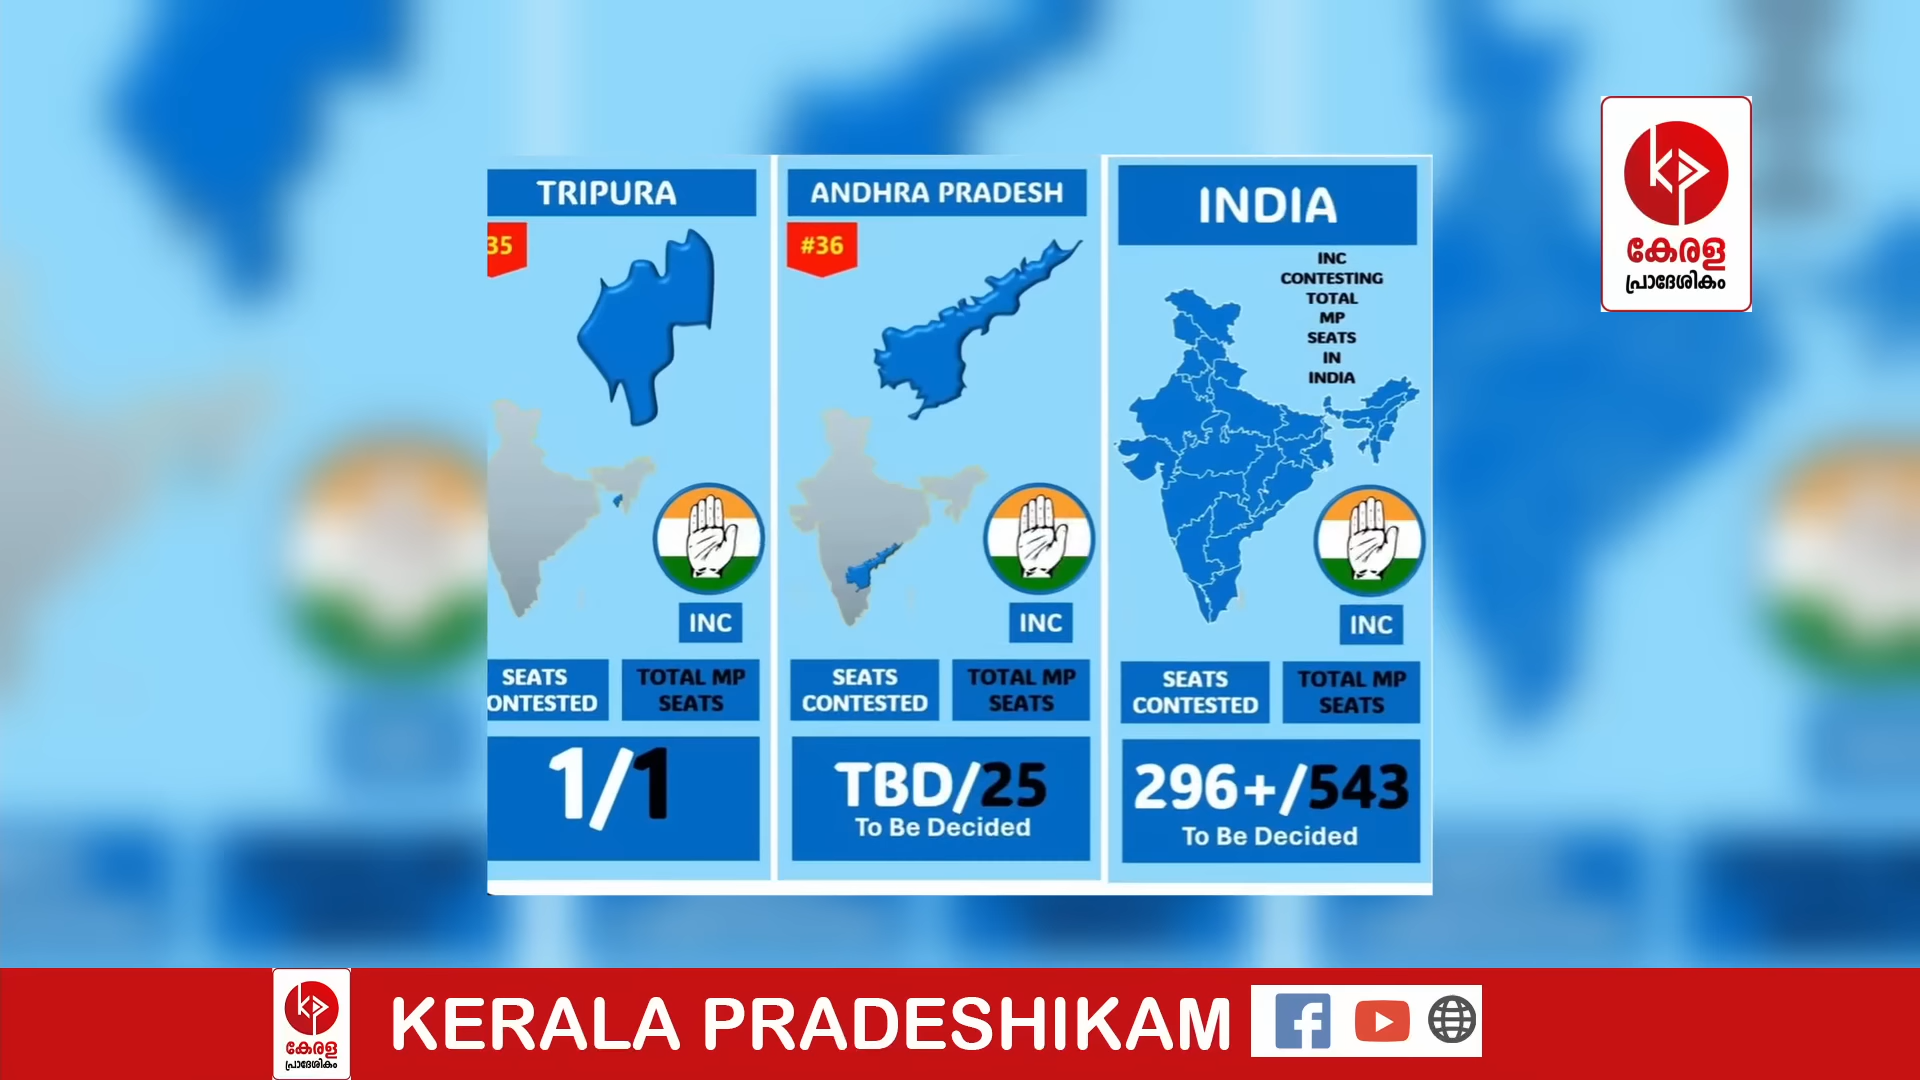 TRIPURA
35
SEATS
ONTESTED
TOTAL MP
SEATS
INC
1/1
ANDHRA PRADESH
#36
INC
SEATS
CONTESTED
TOTAL MP
SEATS
TBD/25
To Be Decided
INDIA
INC
CONTESTING
TOTAL
MP
SEATS
IN
INDIA
INC
SEATS
CONTESTED
TOTAL MP
SEATS
296+/543
To Be Decided
കേരള
പ്രാദേശികം
കേരള
പ്രാദേശികം
KERALA PRADESHIKAM